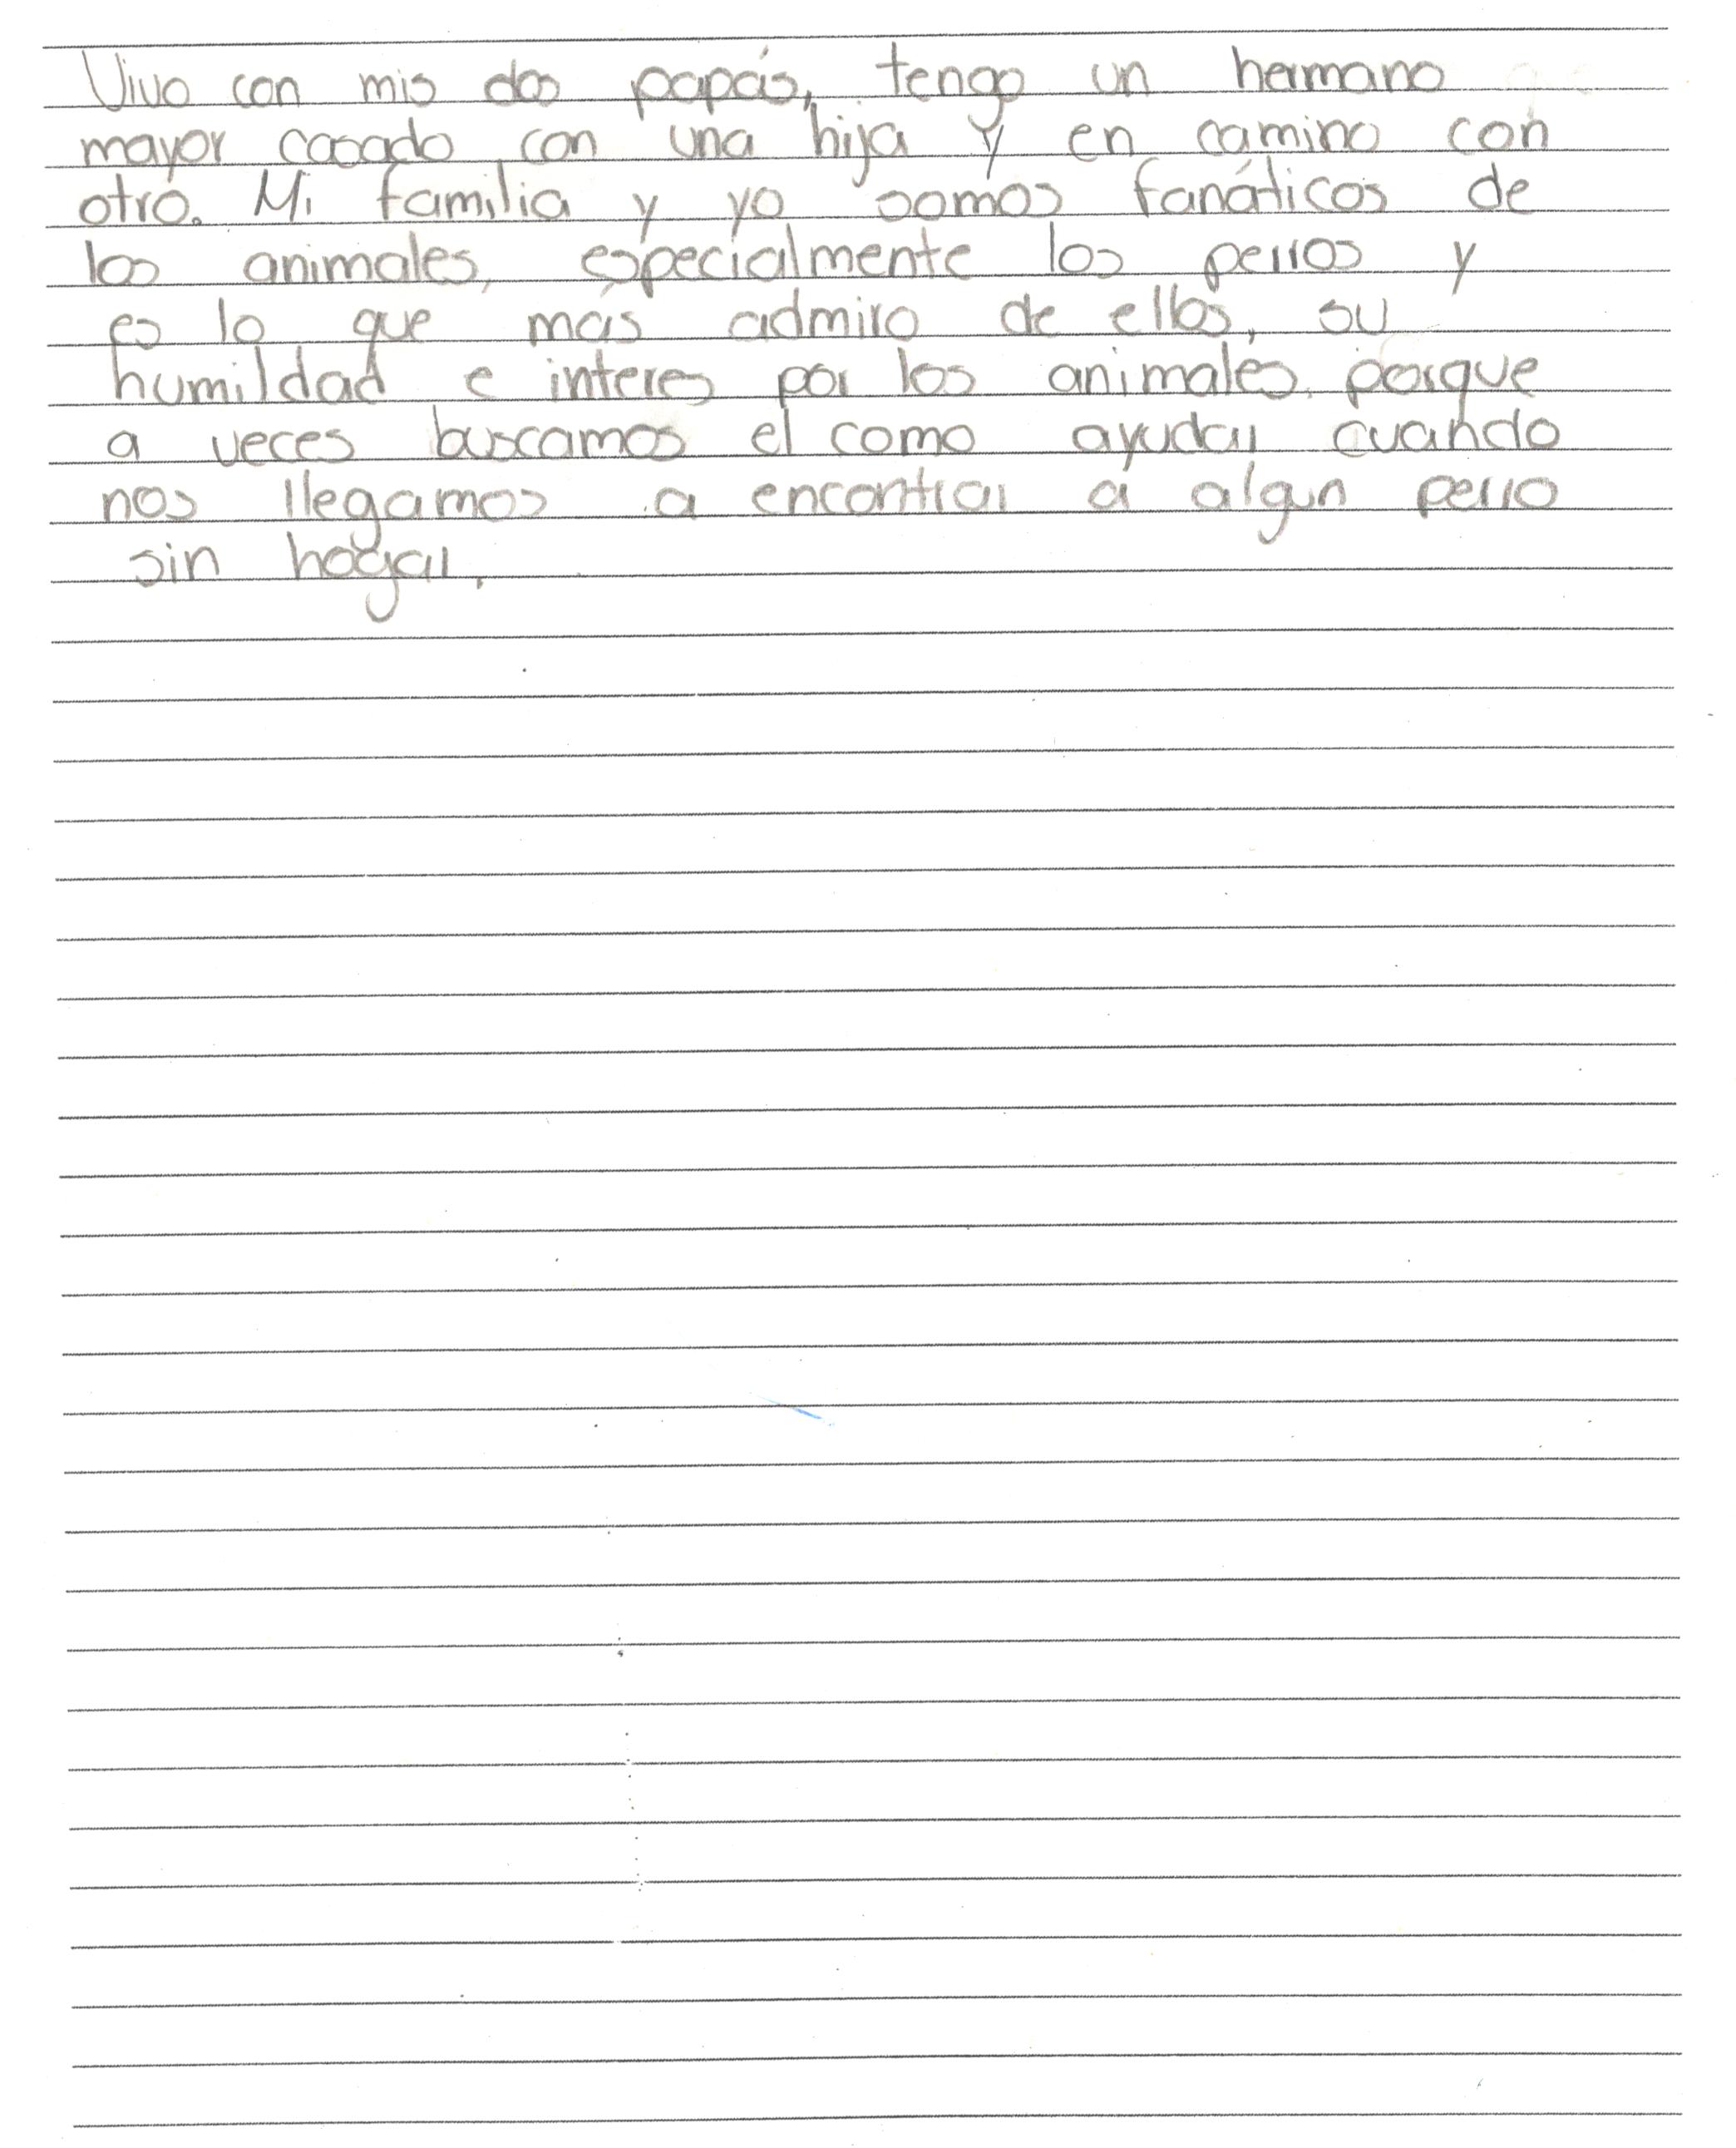 Vivo con mis dos papás, tengo un hermano
mayor casado con una hija y en camino con
otro. Mi familia y yo somos fanáticos de
los animales, especialmente los perros y
es lo que más admiro de ellos, su
humildad e interes por los animales porque
a veces buscamos el como ayudar cuando
nos llegamos a encontrar a algun perro
sin hogar.